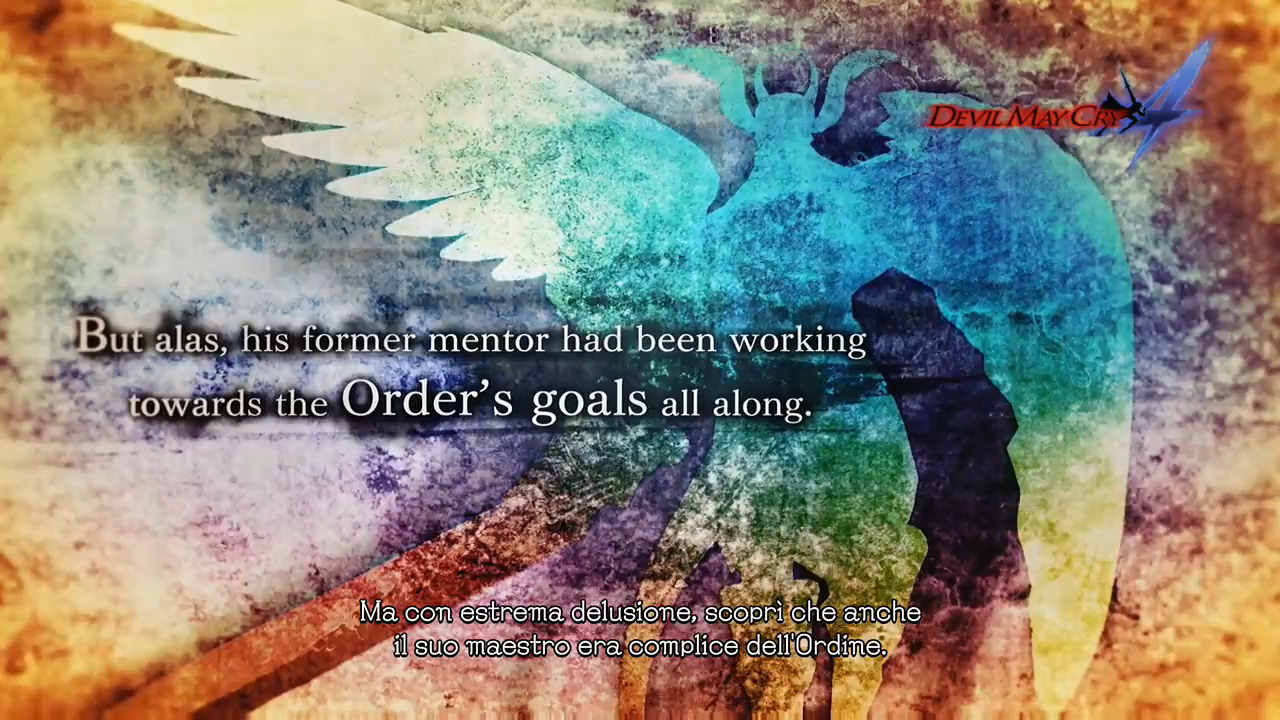 DEVIL MAY CRY 4
But alas, his former mentor had been working
towards the Order's goals all along.
Ma con estrema delusione, scoprì che anche
il suo maestro era complice dell'Ordine.